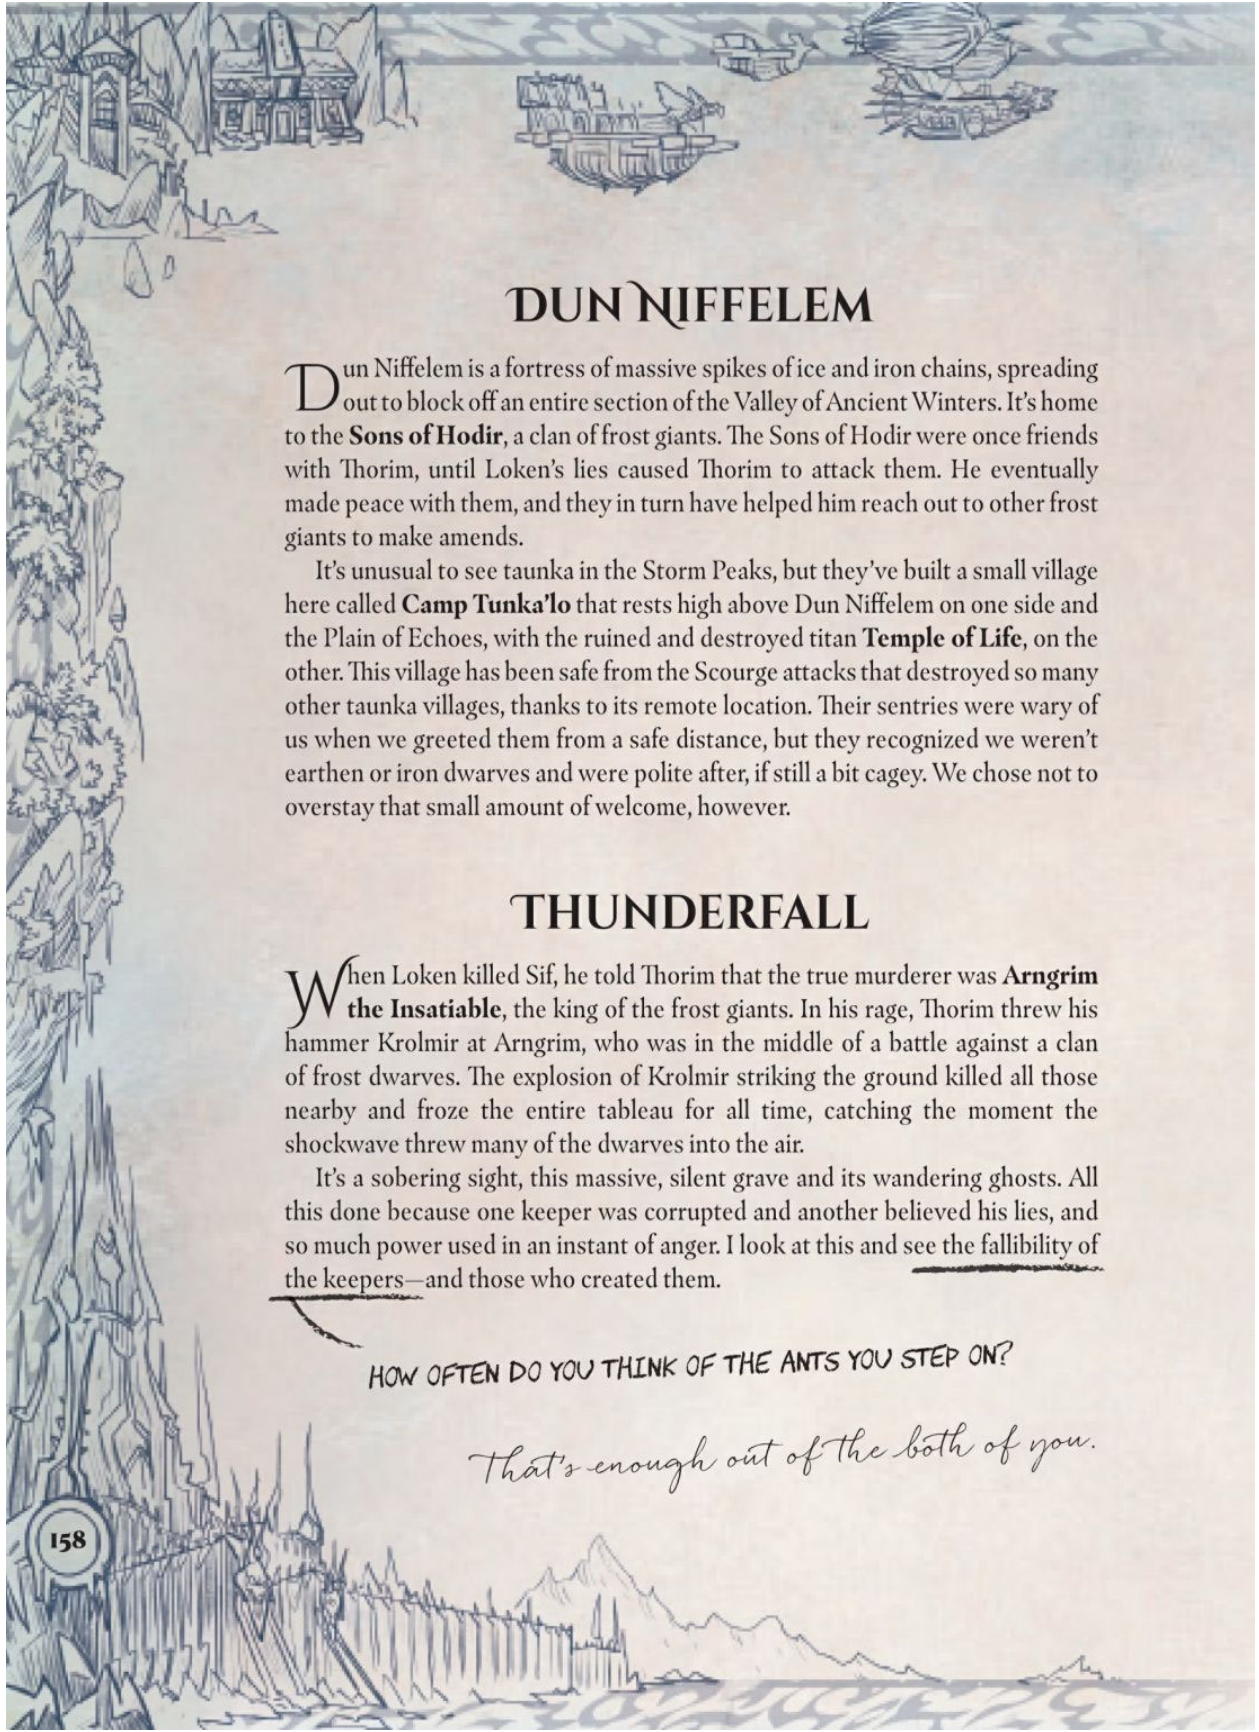 DUN NIFFELEM
Dun Niffelem is a fortress of massive spikes of ice and iron chains, spreading
out to block off an entire section of the Valley of Ancient Winters. It's home
to the Sons of Hodir, a clan of frost giants. The Sons of Hodir were once friends
with Thorim, until Loken's lies caused Thorim to attack them. He eventually
made peace with them, and they in turn have helped him reach out to other frost
giants to make amends.
It's unusual to see taunka in the Storm Peaks, but they've built a small village
here called Camp Tunka'lo that rests high above Dun Niffelem on one side and
the Plain of Echoes, with the ruined and destroyed titan Temple of Life, on the
other. This village has been safe from the Scourge attacks that destroyed so many
other taunka villages, thanks to its remote location. Their sentries were wary of
us when we greeted them from a safe distance, but they recognized we weren't
earthen or iron dwarves and were polite after, if still a bit cagey. We chose not to
overstay that small amount of welcome, however.
THUNDERFALL
When Loken killed Sif, he told Thorim that the true murderer was Arngrim
the Insatiable, the king of the frost giants. In his rage, Thorim threw his
hammer Krolmir at Arngrim, who was in the middle of a battle against a clan
of frost dwarves. The explosion of Krolmir striking the ground killed all those
nearby and froze the entire tableau for all time, catching the moment the
shockwave threw many of the dwarves into the air.
It's a sobering sight, this massive, silent grave and its wandering ghosts. All
this done because one keeper was corrupted and another believed his lies, and
so much power used in an instant of anger. I look at this and see the fallibility of
the keepers—and those who created them.
HOW OFTEN DO YOU THINK OF THE ANTS YOU STEP ON?
That's enough out of the both of you.
158